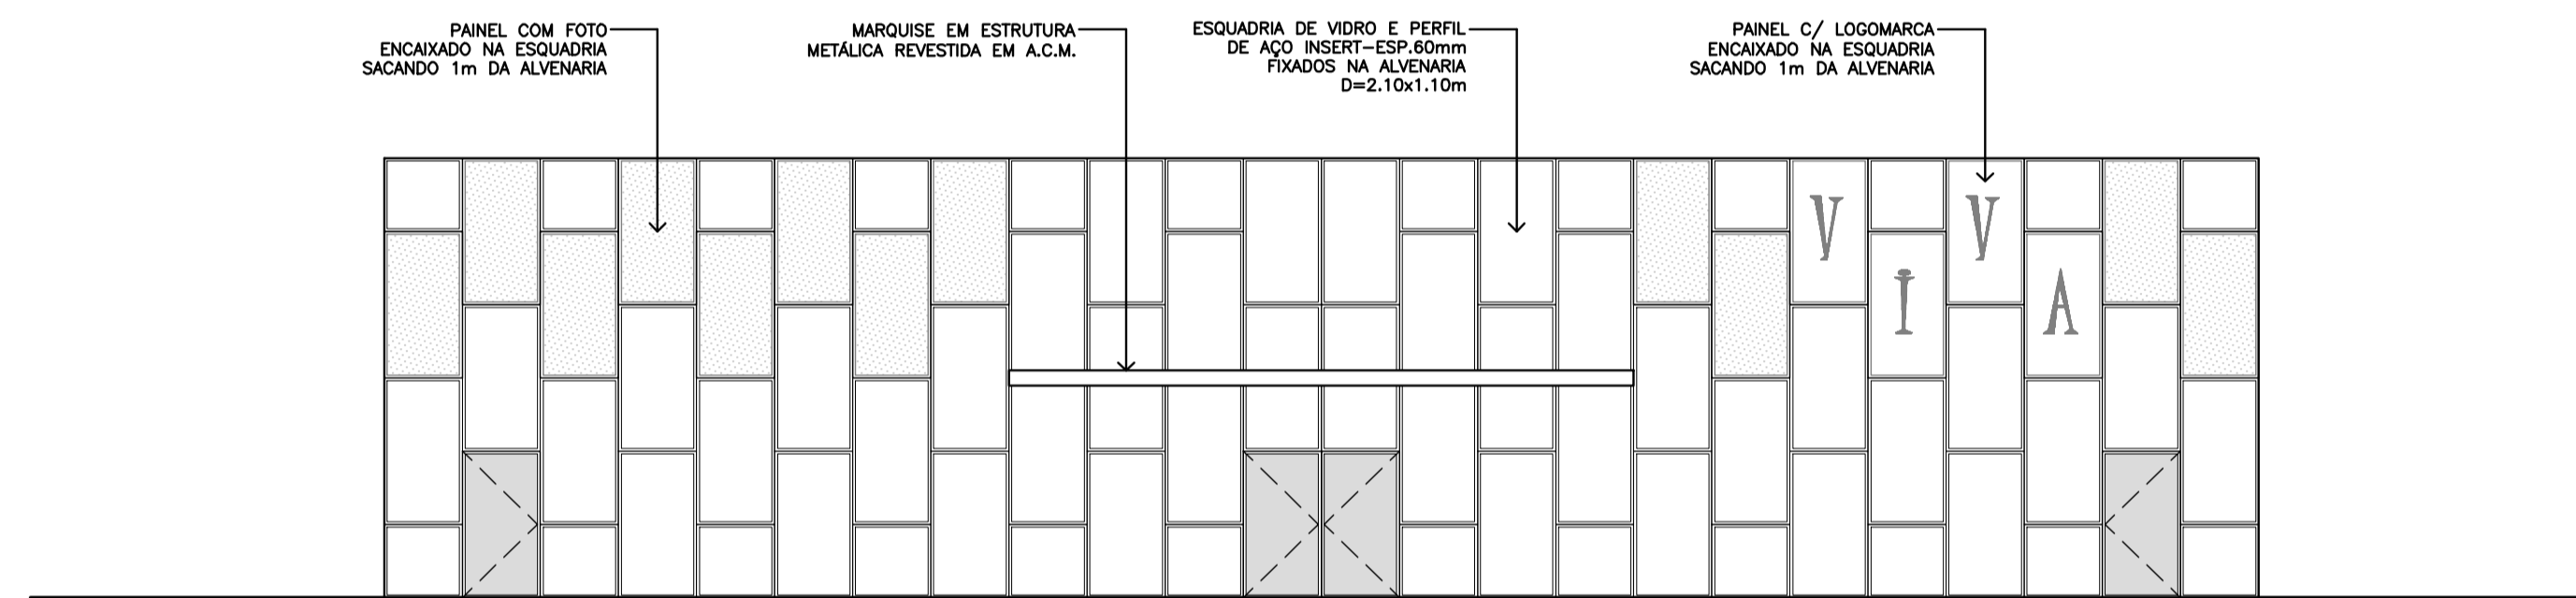 PAINEL COM FOTO
ENCAIXADO NA ESQUADRIA
SACANDO 1m DA ALVENARIA
MARQUISE EM ESTRUTURA
METÁLICA REVESTIDA EM A.C.M.
ESQUADRIA DE VIDRO E PERFIL
DE AÇO INSERT-ESP.60mm
FIXADOS NA ALVENARIA
D=2.10x1.10m
PAINEL C/ LOGOMARCA
ENCAIXADO NA ESQUADRIA
SACANDO 1m DA ALVENARIA
V I V A